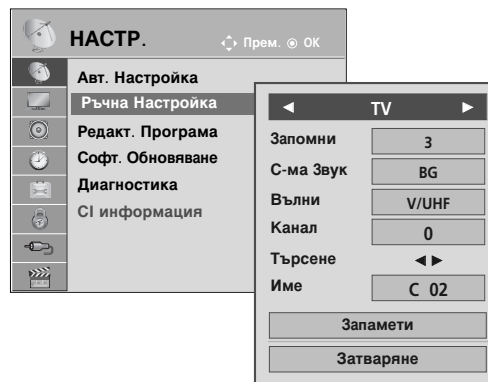 НАСТР.
Прем. ОК
Авт. Настройка
Ръчна Настройка
Редакт. Програма
Софт. Обновяване
Диагностика
CI информация
◄ TV ►
Запомни 3
С-ма Звук BG
Вълни V/UHF
Канал 0
Търсене ◄►
Име C 02
Запамети
Затваряне